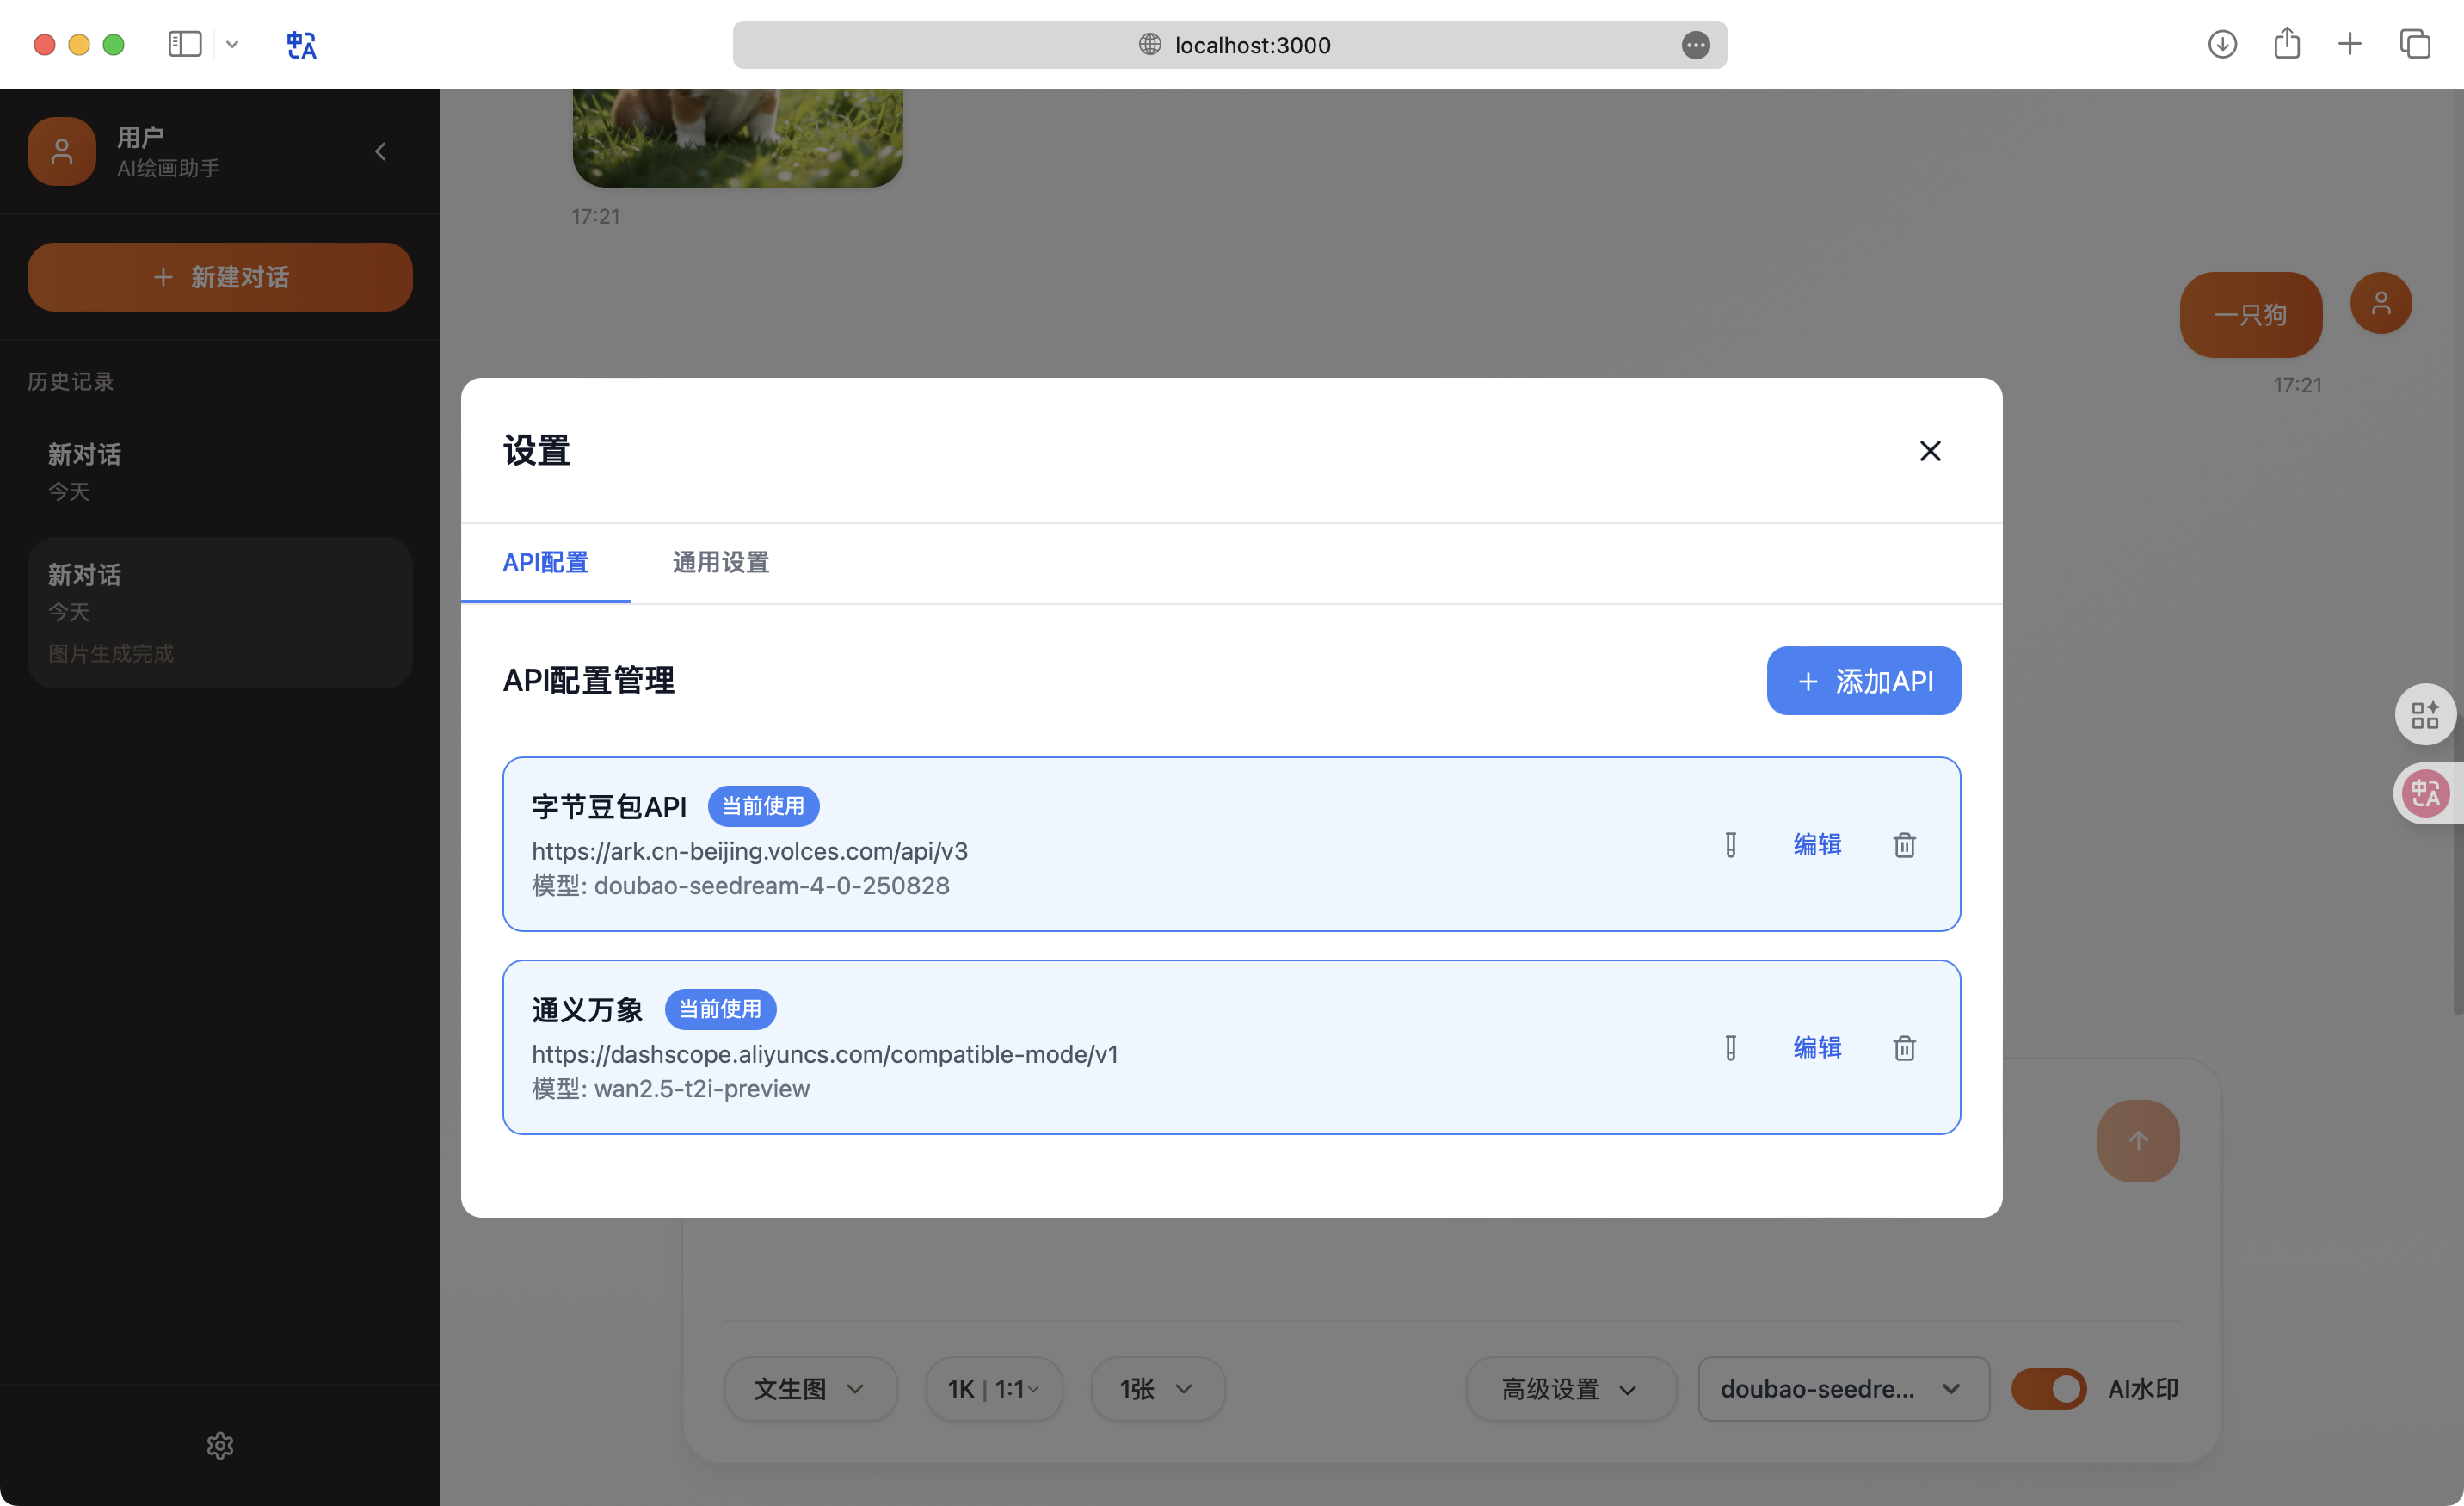 localhost:3000
用户
AI绘画助手
新建对话
历史记录
新对话
今天
新对话
今天
图片生成完成
17:21
一只狗
17:21
设置
API配置
通用设置
API配置管理
添加API
字节豆包API
当前使用
https://ark.cn-beijing.volces.com/api/v3
模型: doubao-seedream-4-0-250828
编辑
通义万象
当前使用
https://dashscope.aliyuncs.com/compatible-mode/v1
模型: wan2.5-t2i-preview
编辑
文生图
1K | 1:1
1张
高级设置
doubao-seedre...
AI水印